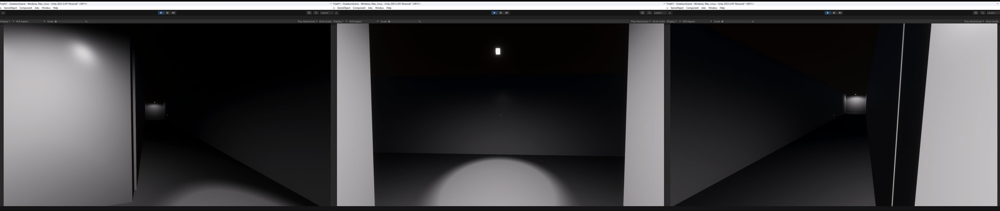 FinalV1 - OutdoorsScene - Windows, Mac, Linux - Unity 2021.3.5f1 Personal* <DX11>
FinalV1 - OutdoorsScene - Windows, Mac, Linux - Unity 2021.3.5f1 Personal* <DX11>
FinalV1 - OutdoorsScene - Windows, Mac, Linux - Unity 2021.3.5f1 Personal* <DX11>
s GameObject Component Jobs Window Help
s GameObject Component Jobs Window Help
s GameObject Component Jobs Window Help
Layers
Layers
Layers
Display 1 16:9 Aspect Scale 1x Play Maximized Mute Audio
Display 1 16:9 Aspect Scale 1x Play Maximized Mute Audio
Display 1 16:9 Aspect Scale 1x Play Maximized Mute Audio